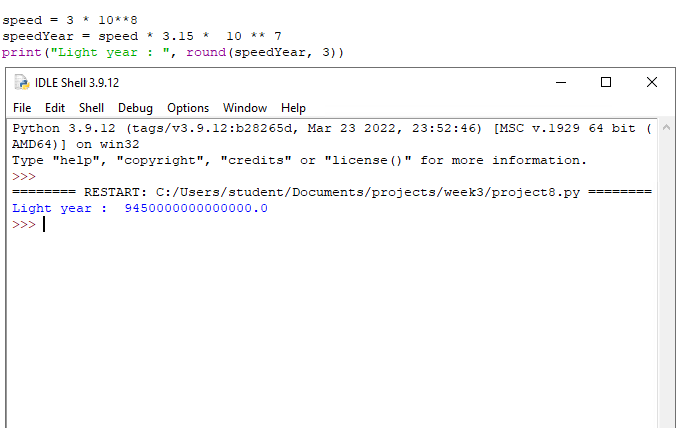 speed = 3 * 10**8
speedYear = speed * 3.15 *  10 ** 7
print("Light year : ", round(speedYear, 3))
IDLE Shell 3.9.12
File Edit Shell Debug Options Window Help
Python 3.9.12 (tags/v3.9.12:b28265d, Mar 23 2022, 23:52:46) [MSC v.1929 64 bit (
AMD64)] on win32
Type "help", "copyright", "credits" or "license()" for more information.
>>>
======== RESTART: C:/Users/student/Documents/projects/week3/project8.py ========
Light year :  9450000000000000.0
>>>